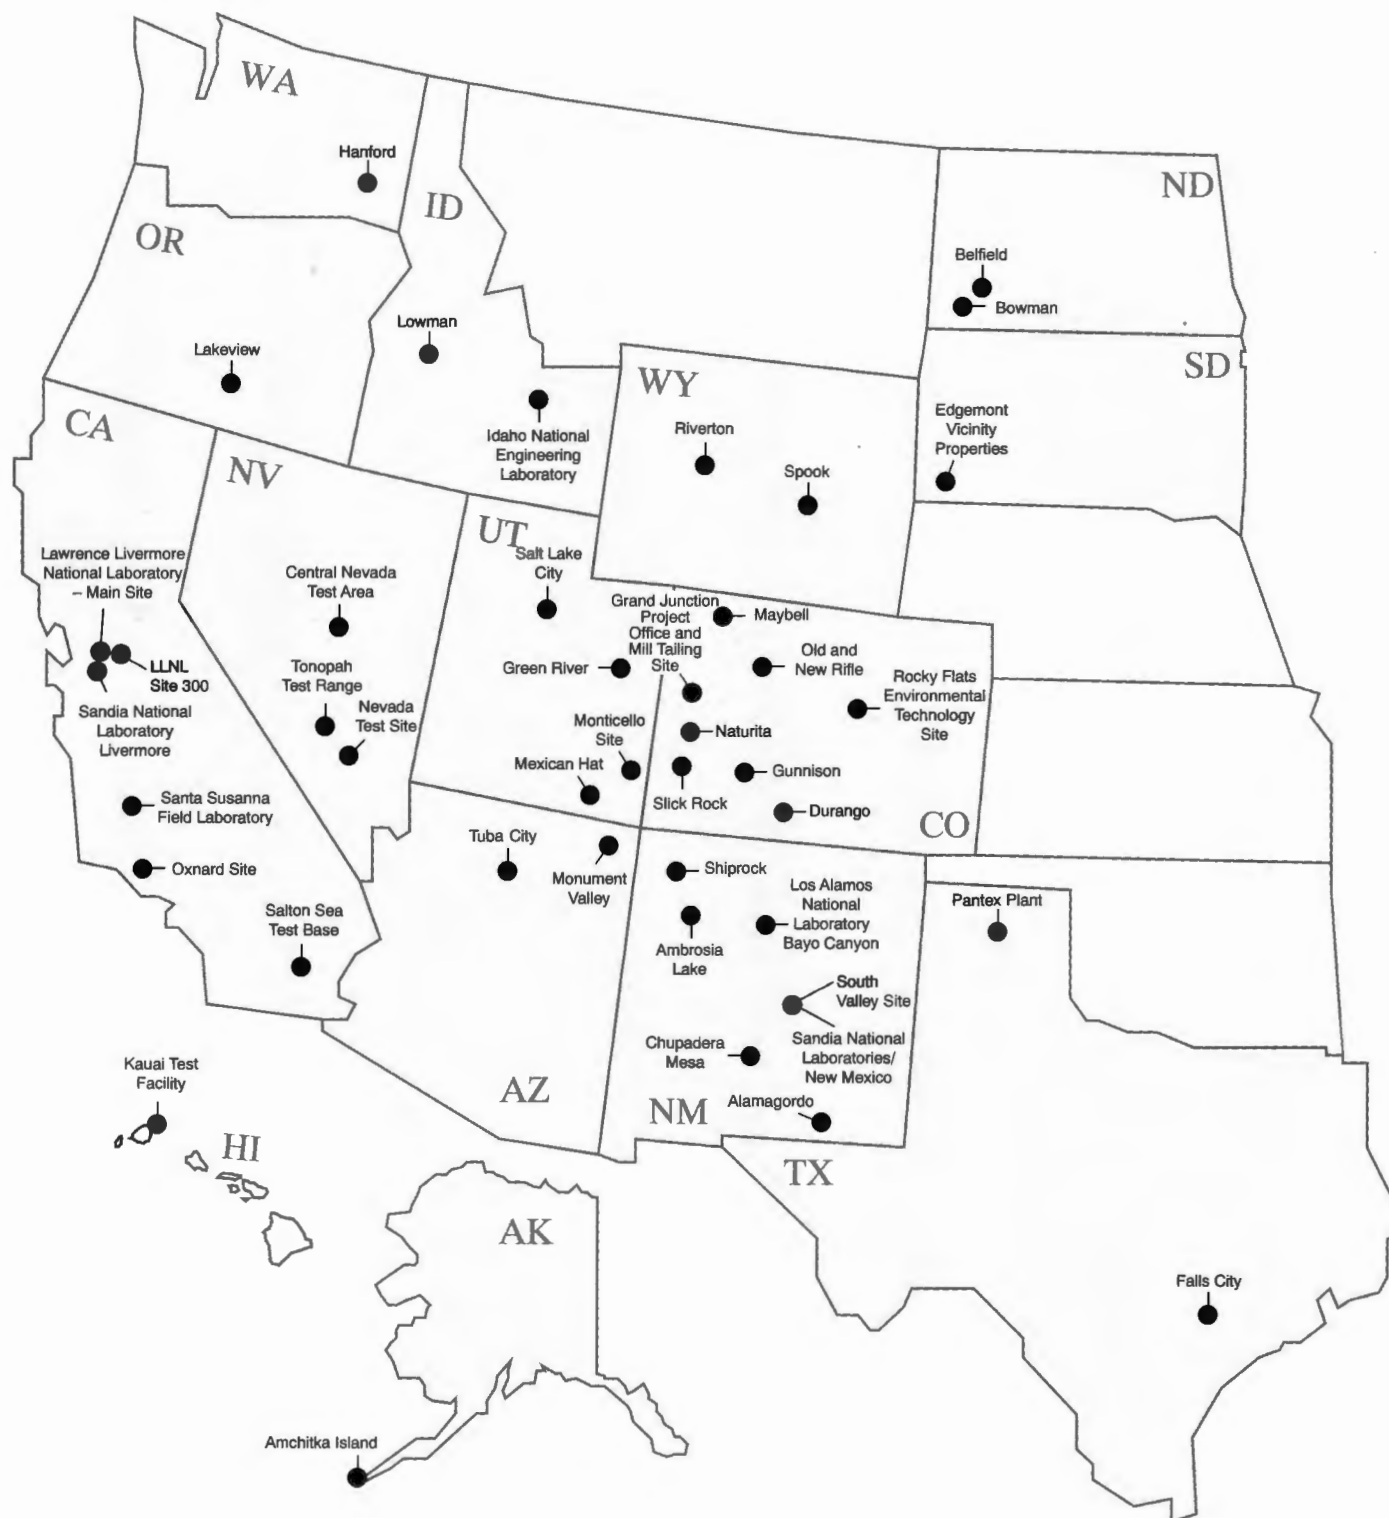 WA
Hanford
ID
OR
Lakeview
Lowman
Idaho National
Engineering
Laboratory
ND
Belfield
Bowman
SD
Edgemont
Vicinity
Properties
WY
Riverton
Spook
CA
Lawrence Livermore
National Laboratory
– Main Site
LLNL
Site 300
Sandia National
Laboratory
Livermore
Santa Susanna
Field Laboratory
Oxnard Site
Salton Sea
Test Base
NV
Central Nevada
Test Area
Tonopah
Test Range
Nevada
Test Site
UT
Salt Lake
City
Green River
Monticello
Site
Mexican Hat
Grand Junction
Project
Office and
Mill Tailing
Site
Maybell
Old and
New Rifle
Rocky Flats
Environmental
Technology
Site
Naturita
Slick Rock
Gunnison
Durango
CO
Tuba City
Monument
Valley
AZ
Shiprock
Ambrosia
Lake
Los Alamos
National
Laboratory
Bayo Canyon
South
Valley Site
Sandia National
Laboratories/
New Mexico
Chupadera
Mesa
Alamagordo
NM
Pantex Plant
TX
Falls City
Kauai Test
Facility
HI
AK
Amchitka Island